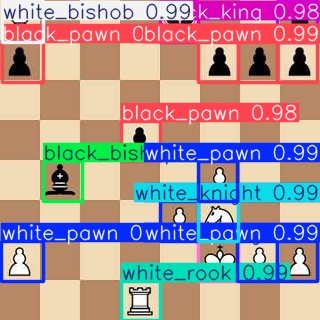 white_bishob 0.99 k_king 0.98
black_pawn 0 black_pawn 0.99
black_pawn 0.98
black_bish white_pawn 0.99
white_knight 0.99
white_pawn 0 white_pawn 0.99
white_rook 0.99